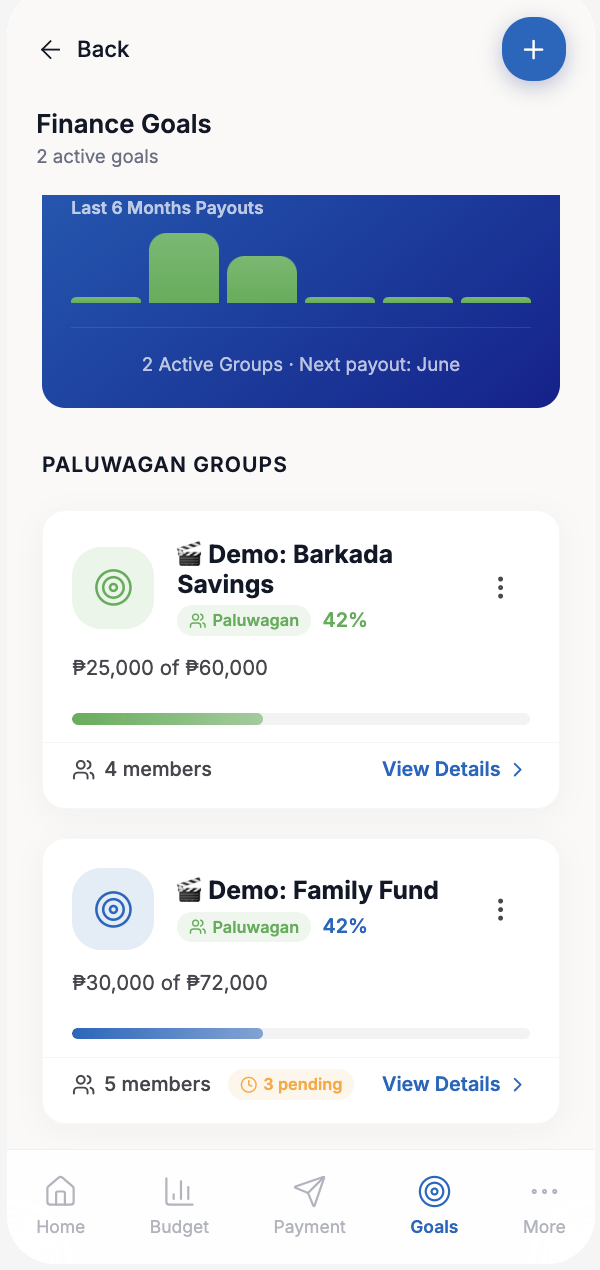 Back
Finance Goals
2 active goals
Last 6 Months Payouts
2 Active Groups · Next payout: June
PALUWAGAN GROUPS
🎬 Demo: Barkada
Savings
Paluwagan 42%
₱25,000 of ₱60,000
4 members View Details
🎬 Demo: Family Fund
Paluwagan 42%
₱30,000 of ₱72,000
5 members 3 pending View Details
Home Budget Payment Goals More